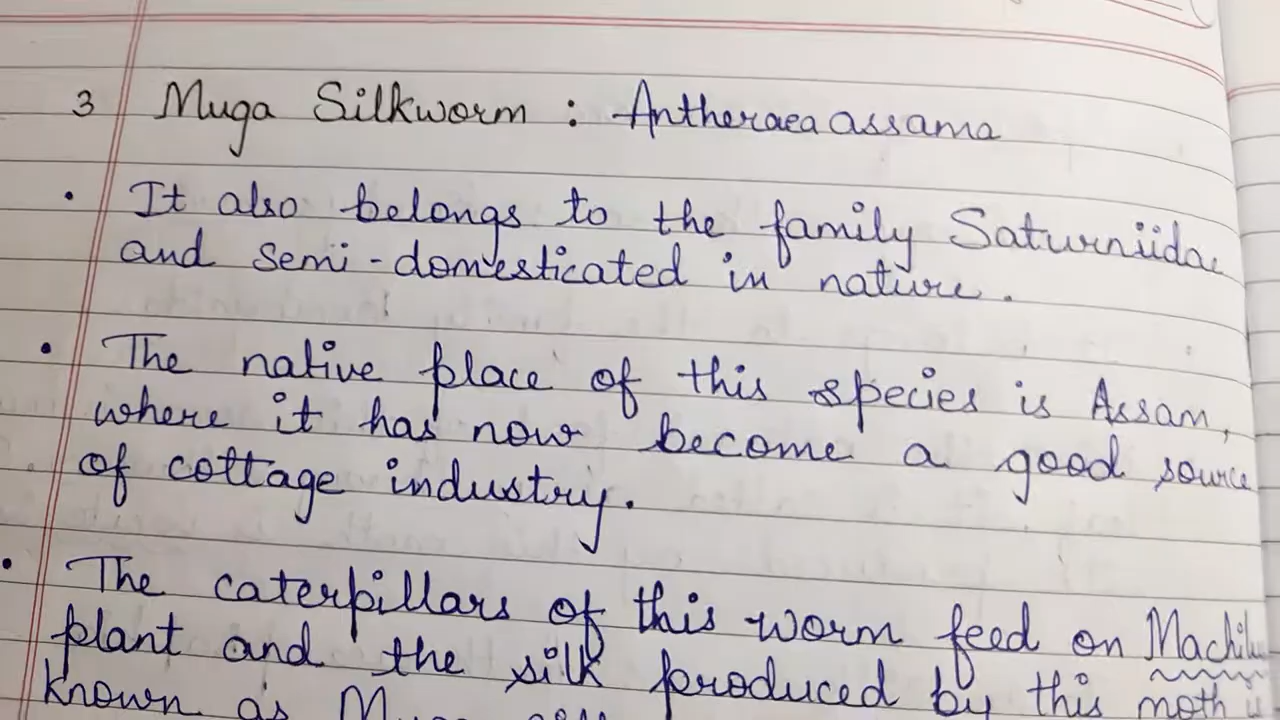 3 Muga Silkworm : Antheraea assama
• It also belongs to the family Saturniidae
and semi-domesticated in nature.
• The native place of this species is Assam,
where it has now become a good source
of cottage industry.
• The caterpillars of this worm feed on
plant and the silk produced by this moth
known as